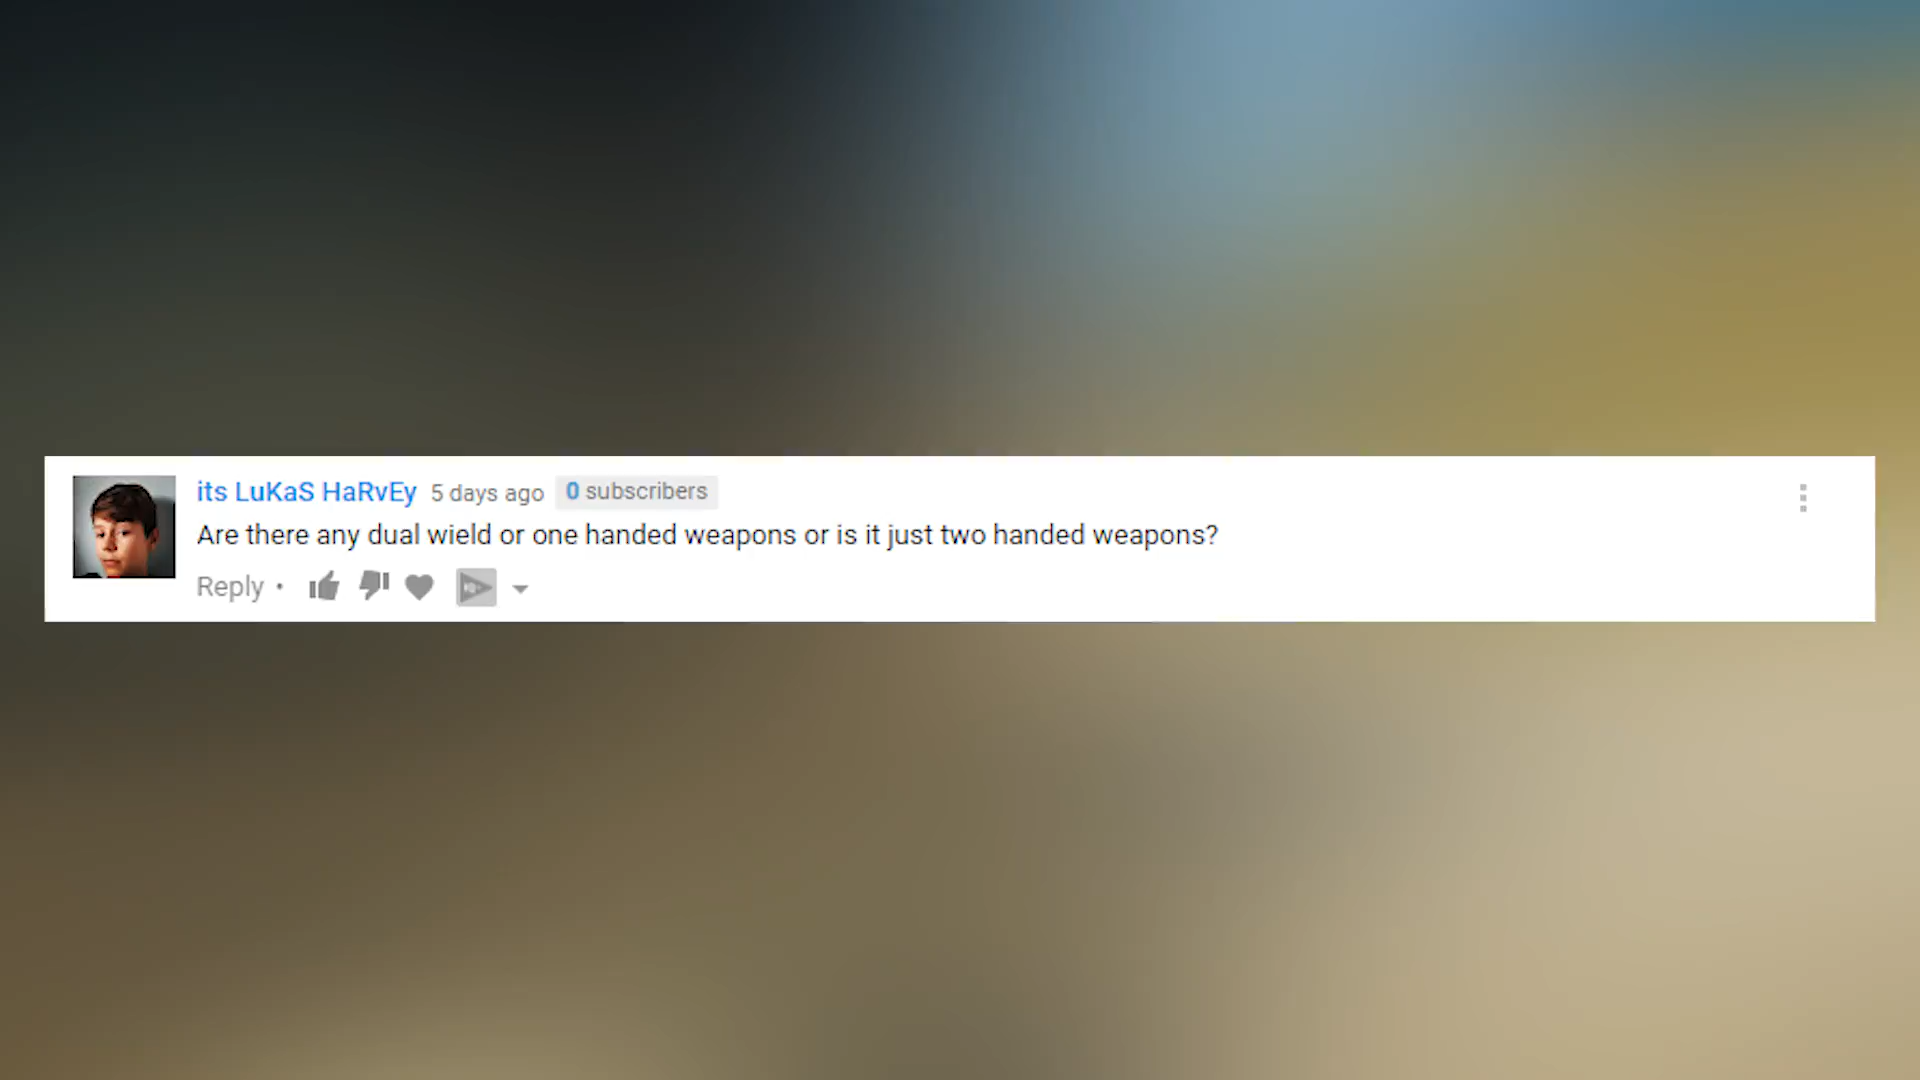 its LuKaS HaRvEy 5 days ago 0 subscribers
Are there any dual wield or one handed weapons or is it just two handed weapons?
Reply •